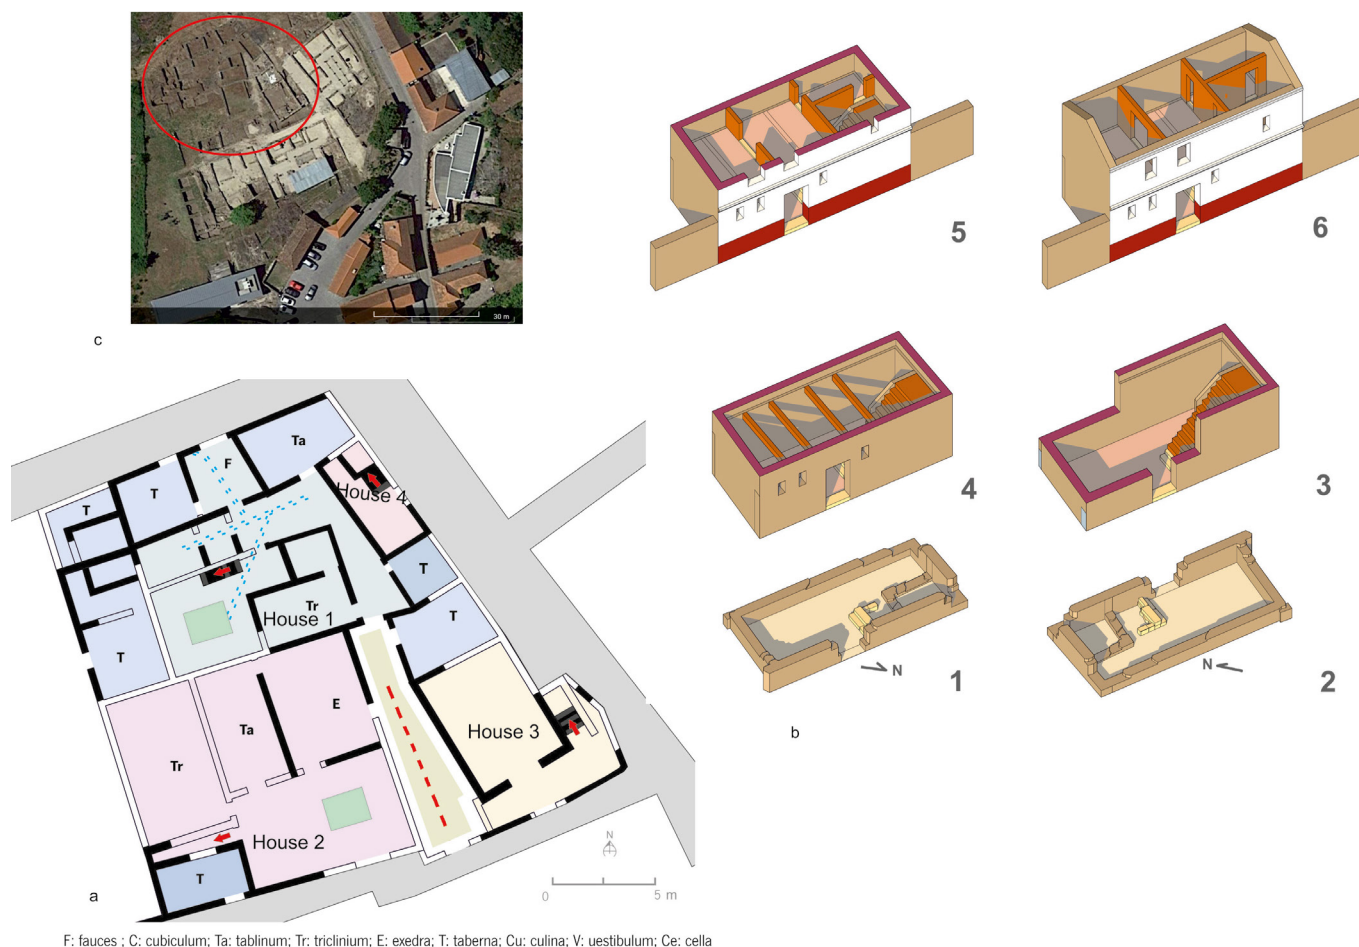 30 m
c
5
6
4
3
N
1
N
2
b
Ta
F
T
House 4
T
T
Tr
House 1
T
T
E
Ta
House 3
Tr
House 2
N
T
a
0
5 m
F: fauces ; C: cubiculum; Ta: tablinum; Tr: triclinium; E: exedra; T: taberna; Cu: culina; V: uestibulum; Ce: cella